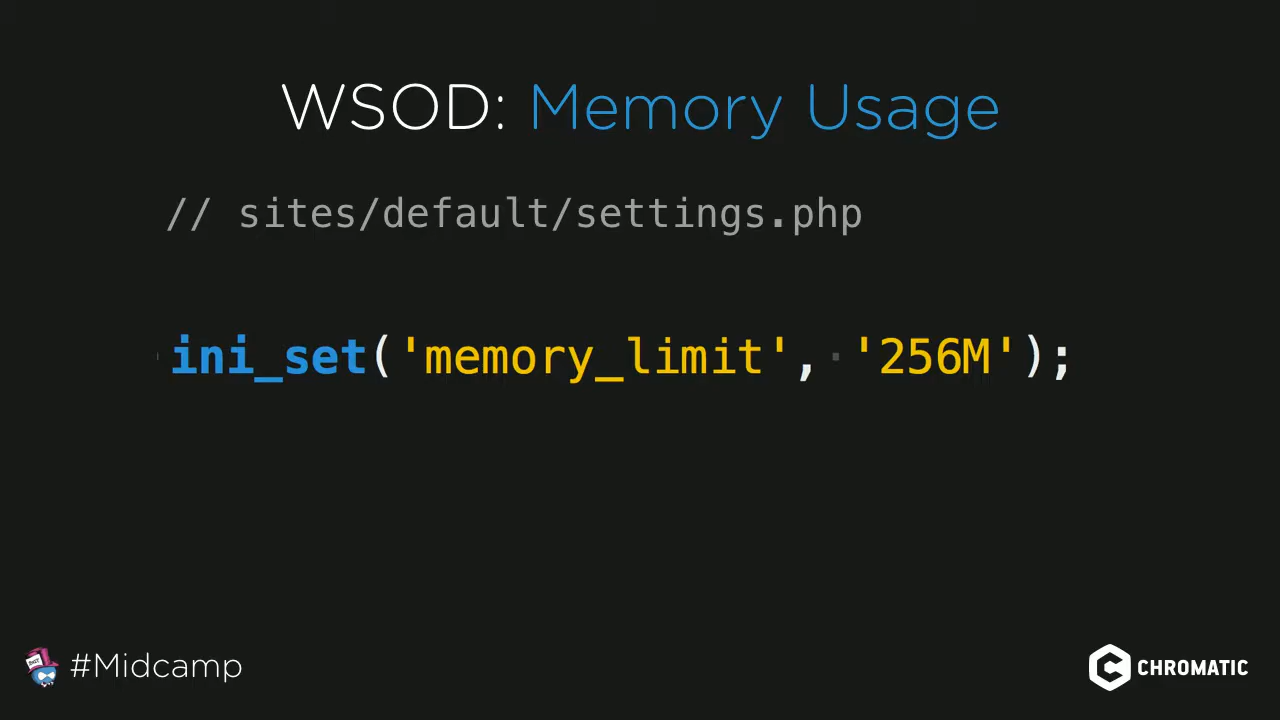 WSOD: Memory Usage
// sites/default/settings.php
ini_set('memory_limit', '256M');
#Midcamp
CHROMATIC